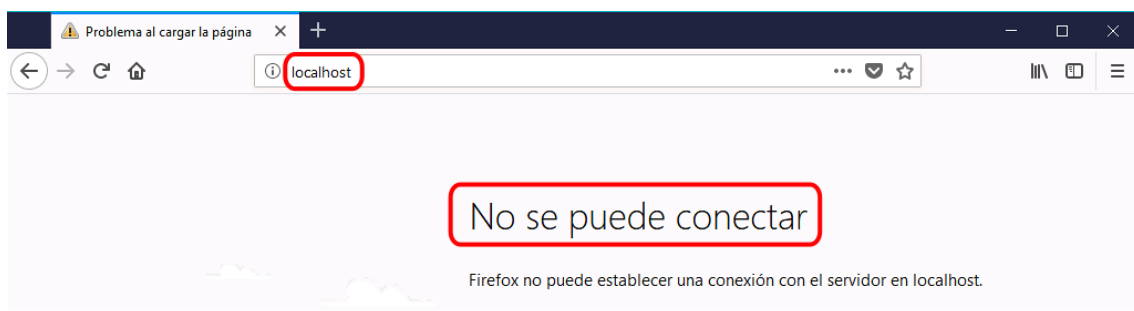 Problema al cargar la página
localhost
No se puede conectar
Firefox no puede establecer una conexión con el servidor en localhost.